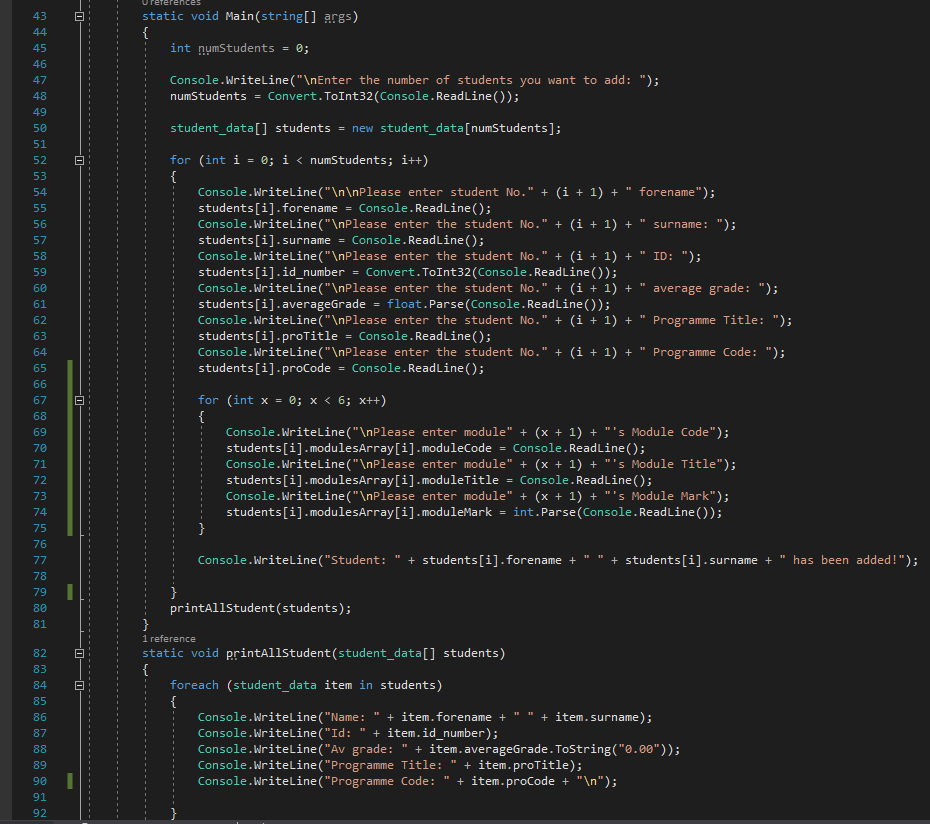 0 references
43 static void Main(string[] args)
44 {
45 int numStudents = 0;
46
47 Console.WriteLine("\nEnter the number of students you want to add: ");
48 numStudents = Convert.ToInt32(Console.ReadLine());
49
50 student_data[] students = new student_data[numStudents];
51
52 for (int i = 0; i < numStudents; i++)
53 {
54 Console.WriteLine("\n\nPlease enter student No." + (i + 1) + " forename");
55 students[i].forename = Console.ReadLine();
56 Console.WriteLine("\nPlease enter the student No." + (i + 1) + " surname: ");
57 students[i].surname = Console.ReadLine();
58 Console.WriteLine("\nPlease enter the student No." + (i + 1) + " ID: ");
59 students[i].id_number = Convert.ToInt32(Console.ReadLine());
60 Console.WriteLine("\nPlease enter the student No." + (i + 1) + " average grade: ");
61 students[i].averageGrade = float.Parse(Console.ReadLine());
62 Console.WriteLine("\nPlease enter the student No." + (i + 1) + " Programme Title: ");
63 students[i].proTitle = Console.ReadLine();
64 Console.WriteLine("\nPlease enter the student No." + (i + 1) + " Programme Code: ");
65 students[i].proCode = Console.ReadLine();
66
67 for (int x = 0; x < 6; x++)
68 {
69 Console.WriteLine("\nPlease enter module" + (x + 1) + "'s Module Code");
70 students[i].modulesArray[i].moduleCode = Console.ReadLine();
71 Console.WriteLine("\nPlease enter module" + (x + 1) + "'s Module Title");
72 students[i].modulesArray[i].moduleTitle = Console.ReadLine();
73 Console.WriteLine("\nPlease enter module" + (x + 1) + "'s Module Mark");
74 students[i].modulesArray[i].moduleMark = int.Parse(Console.ReadLine());
75 }
76
77 Console.WriteLine("Student: " + students[i].forename + " " + students[i].surname + " has been added!");
78
79 }
80 printAllStudent(students);
81 }
1 reference
82 static void printAllStudent(student_data[] students)
83 {
84 foreach (student_data item in students)
85 {
86 Console.WriteLine("Name: " + item.forename + " " + item.surname);
87 Console.WriteLine("Id: " + item.id_number);
88 Console.WriteLine("Av grade: " + item.averageGrade.ToString("0.00"));
89 Console.WriteLine("Programme Title: " + item.proTitle);
90 Console.WriteLine("Programme Code: " + item.proCode + "\n");
91
92 }